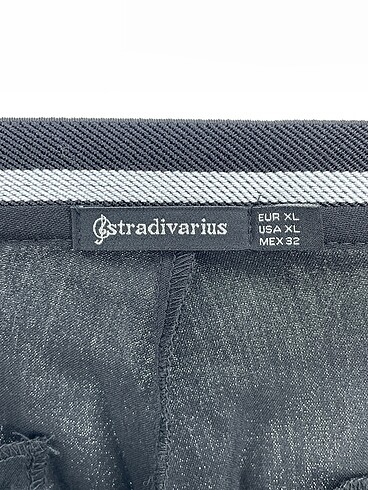 stradivarius
EUR XL
USA XL
MEX 32